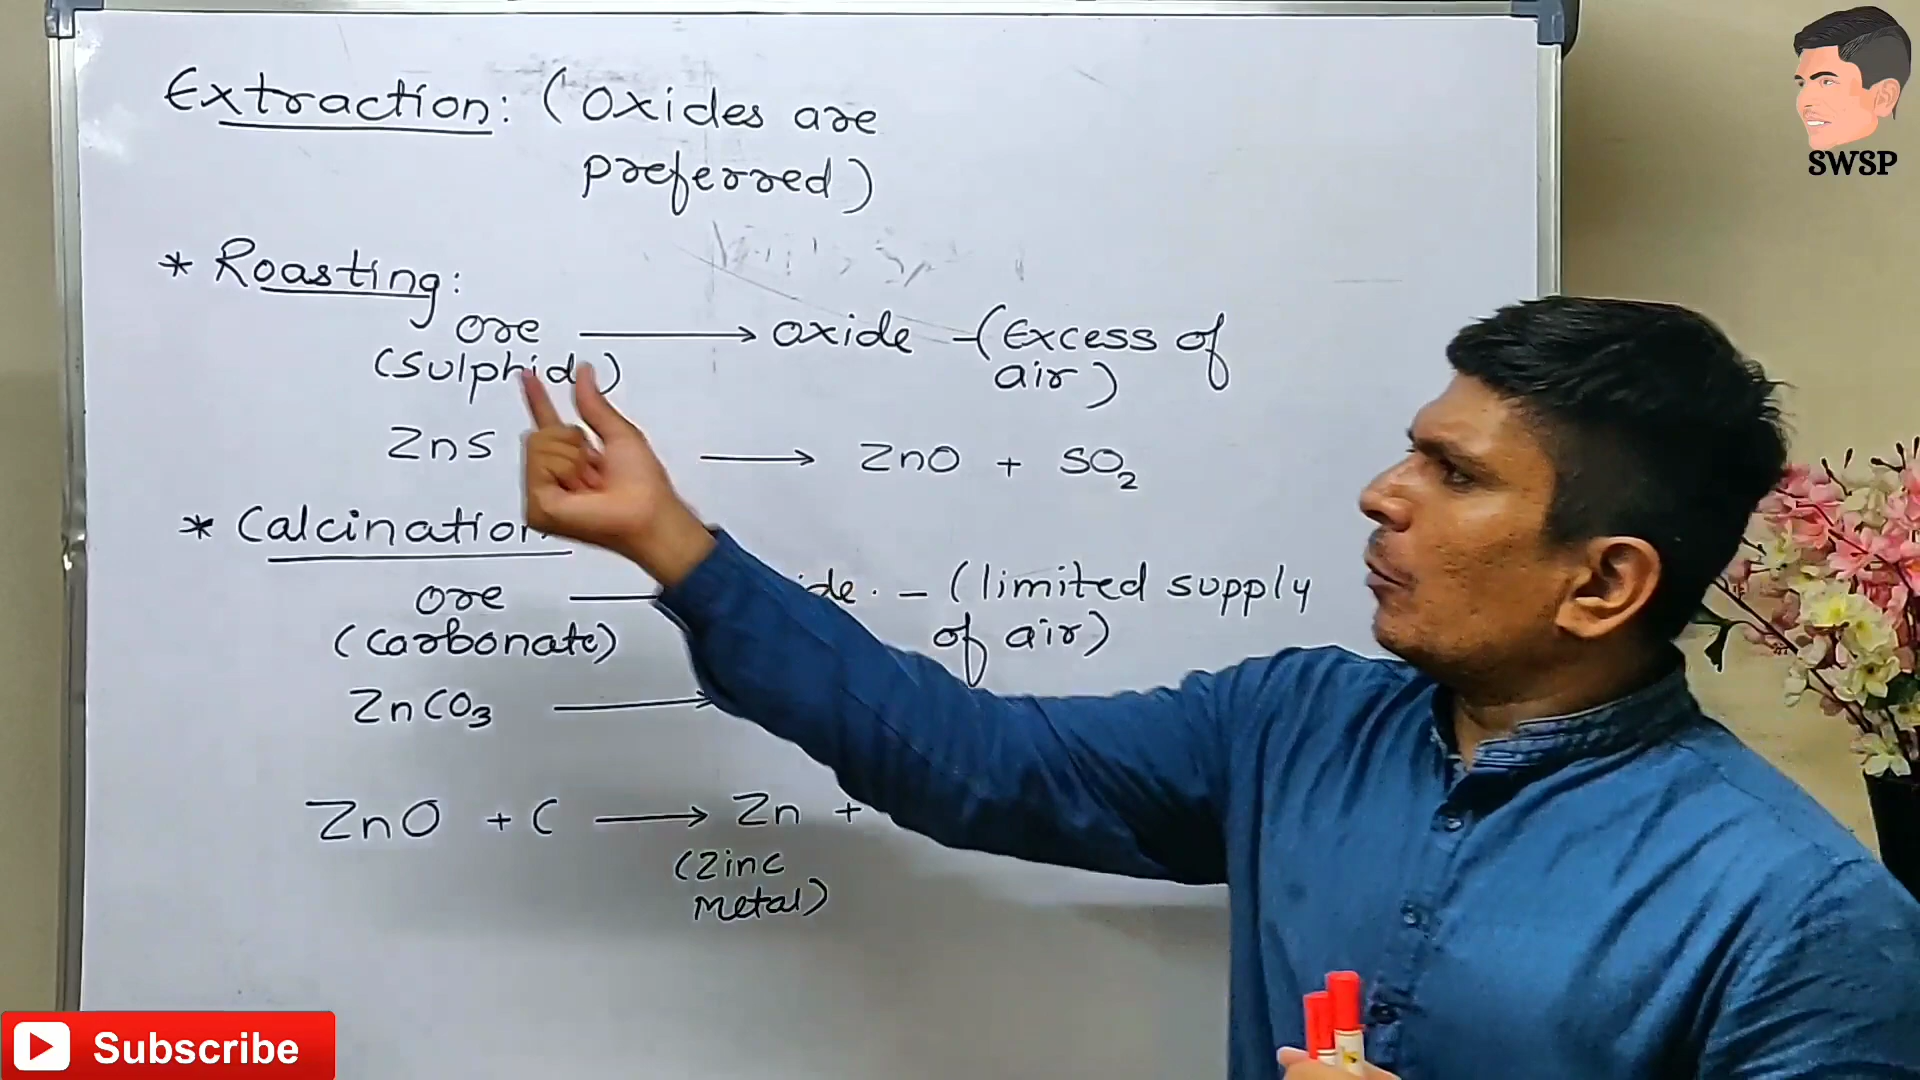 Extraction: (Oxides are
preferred)
* Roasting:
ore ⟶ oxide - (Excess of
(Sulphide) air)
ZnS ⟶ ZnO + SO₂
* Calcination
ore — (limited supply
(carbonate) of air)
ZnCO₃ ⟶
ZnO + C ⟶ Zn +
(Zinc
Metal)
SWSP
Subscribe